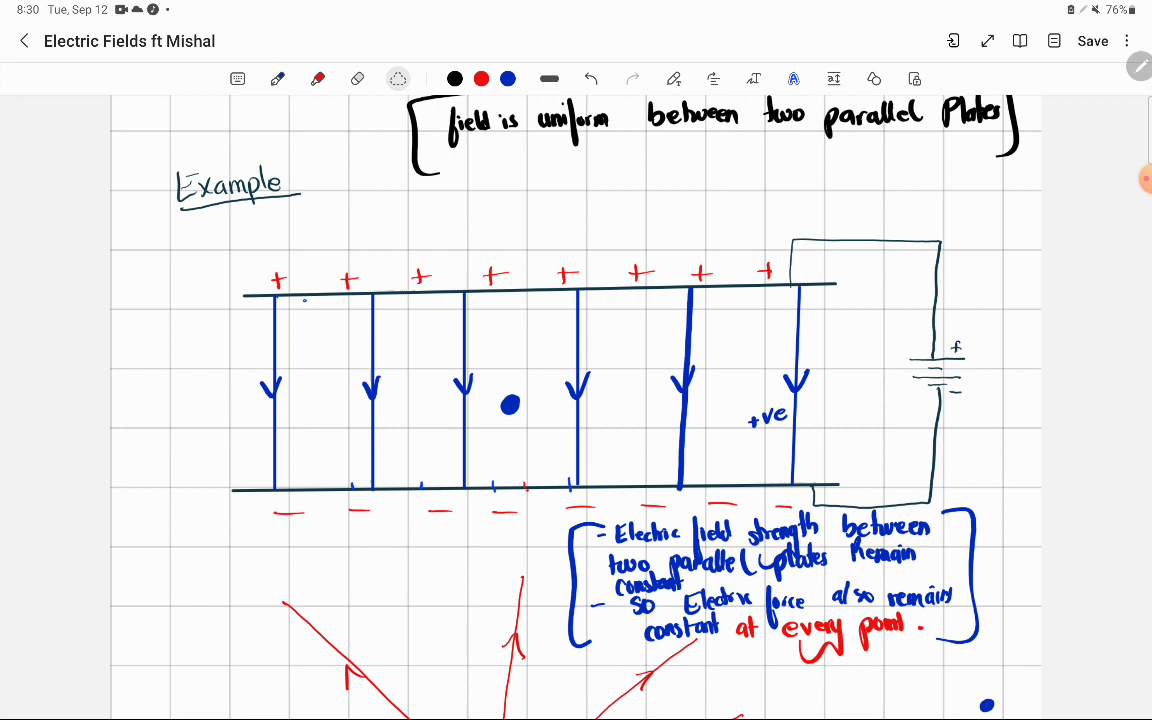 8:30 Tue, Sep 12
76%
Electric Fields ft Mishal
Save
field is uniform between two parallel Plates
Example
+ + + + + + + +
+
−
+ve
− − − − − − − −
- Electric field strength between
two parallel plates Remain
constant
- so Electric force also remains
constant at every point.